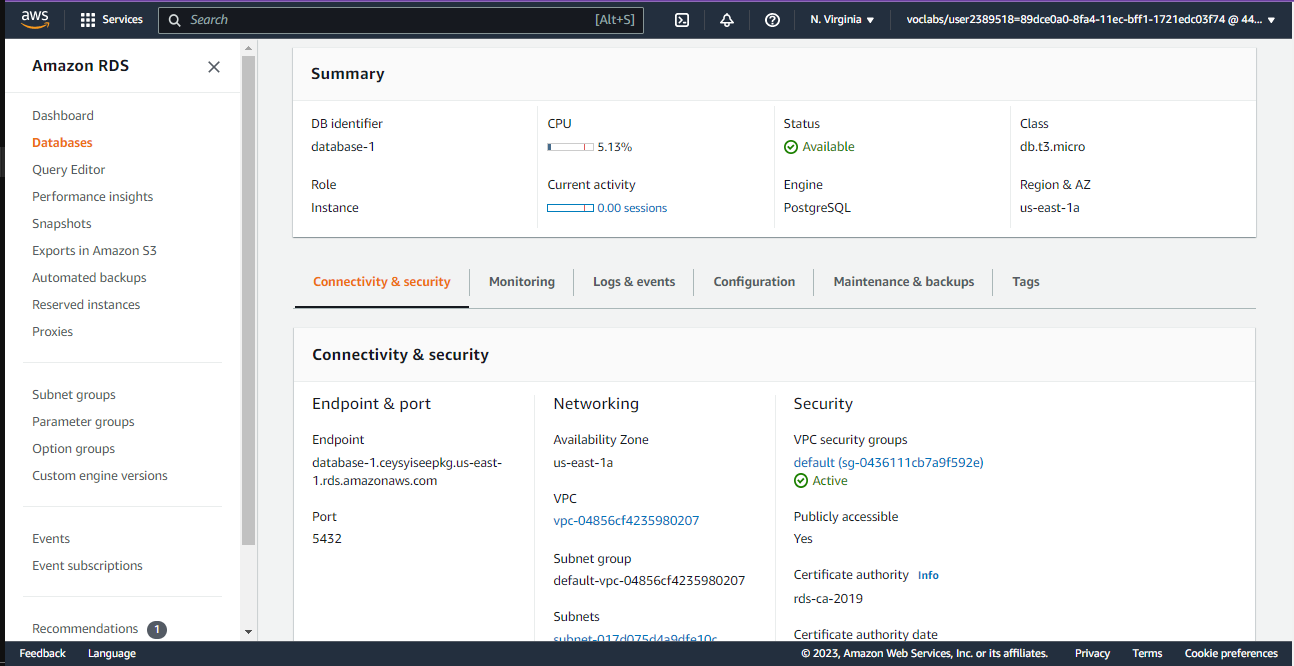 aws
Services
Search
[Alt+S]
N. Virginia
voclabs/user2389518=89dce0a0-8fa4-11ec-bff1-1721edc03f74 @ 44...
Amazon RDS
Dashboard
Databases
Query Editor
Performance insights
Snapshots
Exports in Amazon S3
Automated backups
Reserved instances
Proxies
Subnet groups
Parameter groups
Option groups
Custom engine versions
Events
Event subscriptions
Recommendations 1
Summary
DB identifier
database-1
CPU
5.13%
Status
Available
Class
db.t3.micro
Role
Instance
Current activity
0.00 sessions
Engine
PostgreSQL
Region & AZ
us-east-1a
Connectivity & security
Monitoring
Logs & events
Configuration
Maintenance & backups
Tags
Connectivity & security
Endpoint & port
Endpoint
database-1.ceysyiseepkg.us-east-
1.rds.amazonaws.com
Port
5432
Networking
Availability Zone
us-east-1a
VPC
vpc-04856cf4235980207
Subnet group
default-vpc-04856cf4235980207
Subnets
subnet-017d075d4a9dfe10c
Security
VPC security groups
default (sg-0436111cb7a9f592e)
Active
Publicly accessible
Yes
Certificate authority Info
rds-ca-2019
Certificate authority date
Feedback
Language
© 2023, Amazon Web Services, Inc. or its affiliates.
Privacy
Terms
Cookie preferences